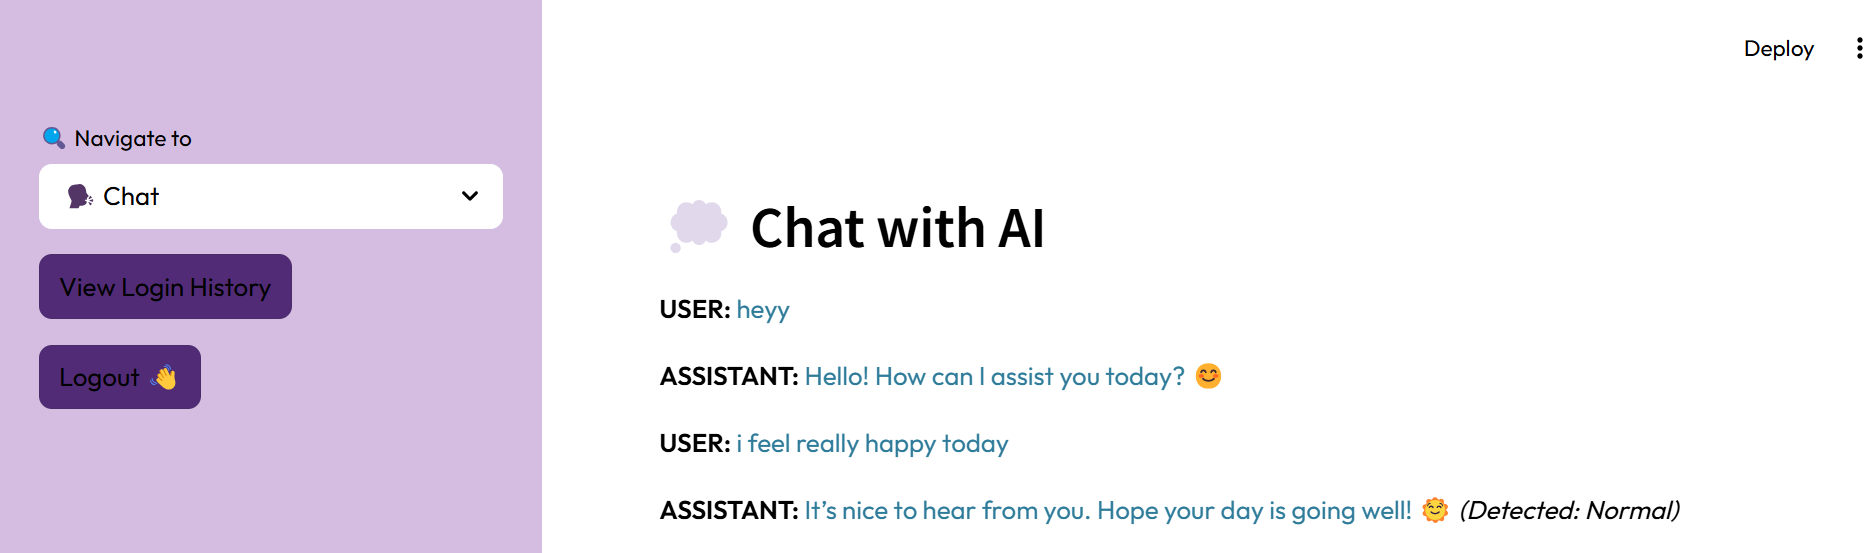 Deploy
Navigate to
Chat
View Login History
Logout
Chat with AI
USER: heyy
ASSISTANT: Hello! How can I assist you today? 😊
USER: i feel really happy today
ASSISTANT: It’s nice to hear from you. Hope your day is going well! 🌞 (Detected: Normal)